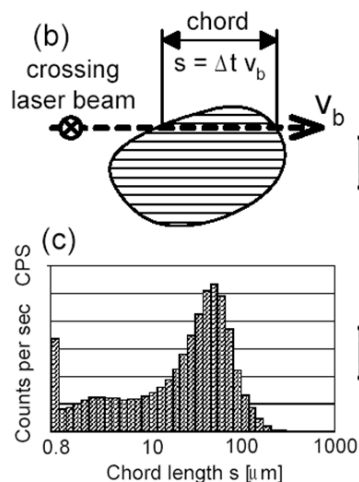 (b)
chord
s = Δt v_b
crossing
laser beam
v_b
(c)
Counts per sec CPS
0.8 10 100 1000
Chord length s [μm]